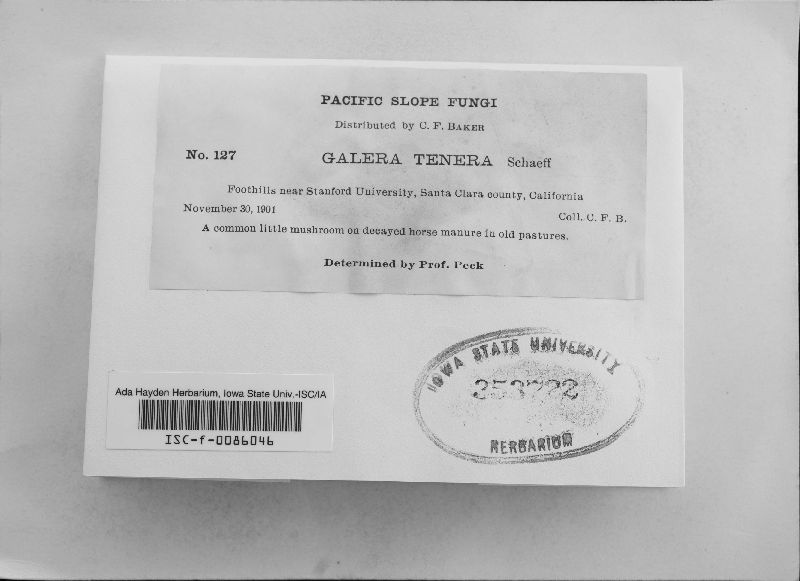 PACIFIC SLOPE FUNGI
Distributed by C. F. BAKER
No. 127 GALERA TENERA Schaeff
Foothills near Stanford University, Santa Clara county, California
November 30, 1901 Coll. C. F. B.
A common little mushroom on decayed horse manure in old pastures.
Determined by Prof. Peck
IOWA STATE UNIVERSITY
HERBARIUM
Ada Hayden Herbarium, Iowa State Univ.-ISC/IA
ISC-f-0086046